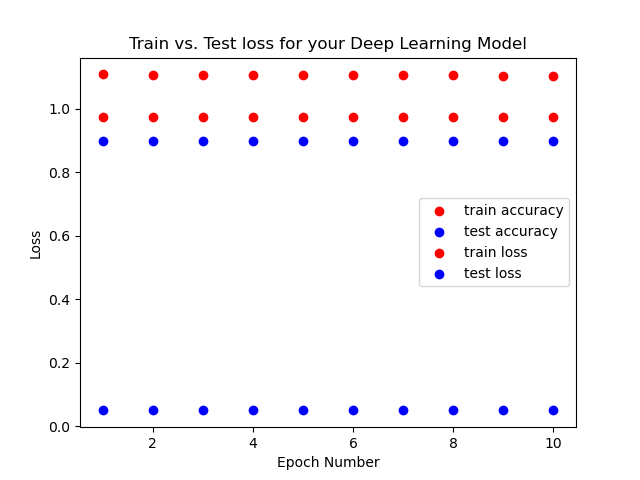 Train vs. Test loss for your Deep Learning Model
1.0
0.8
0.6
0.4
0.2
0.0
Loss
train accuracy
test accuracy
train loss
test loss
2 4 6 8 10
Epoch Number